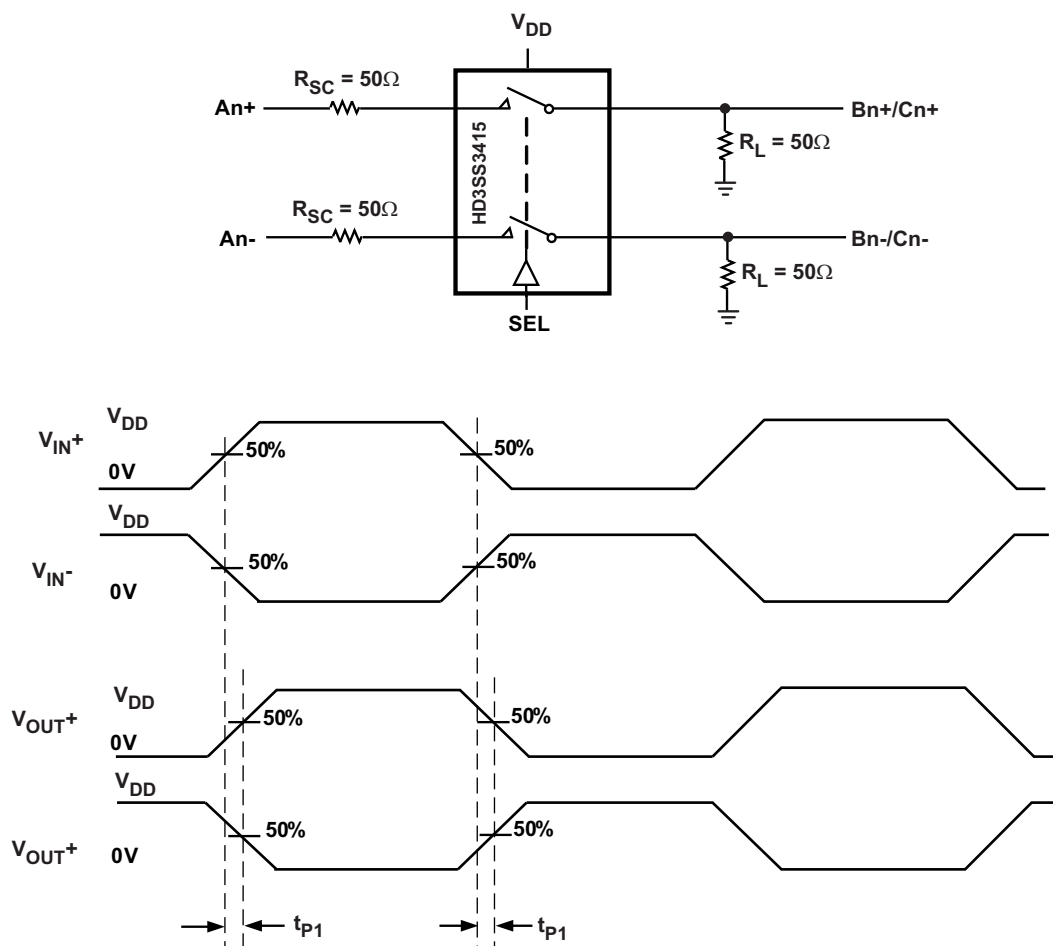 VDD
RSC = 50Ω
An+
Bn+/Cn+
RL = 50Ω
HD3SS3415
RSC = 50Ω
An-
Bn-/Cn-
RL = 50Ω
SEL
VDD
VIN+
50%
50%
0V
VDD
VIN-
50%
50%
0V
VDD
VOUT+
50%
50%
0V
VDD
VOUT+
50%
50%
0V
tP1
tP1